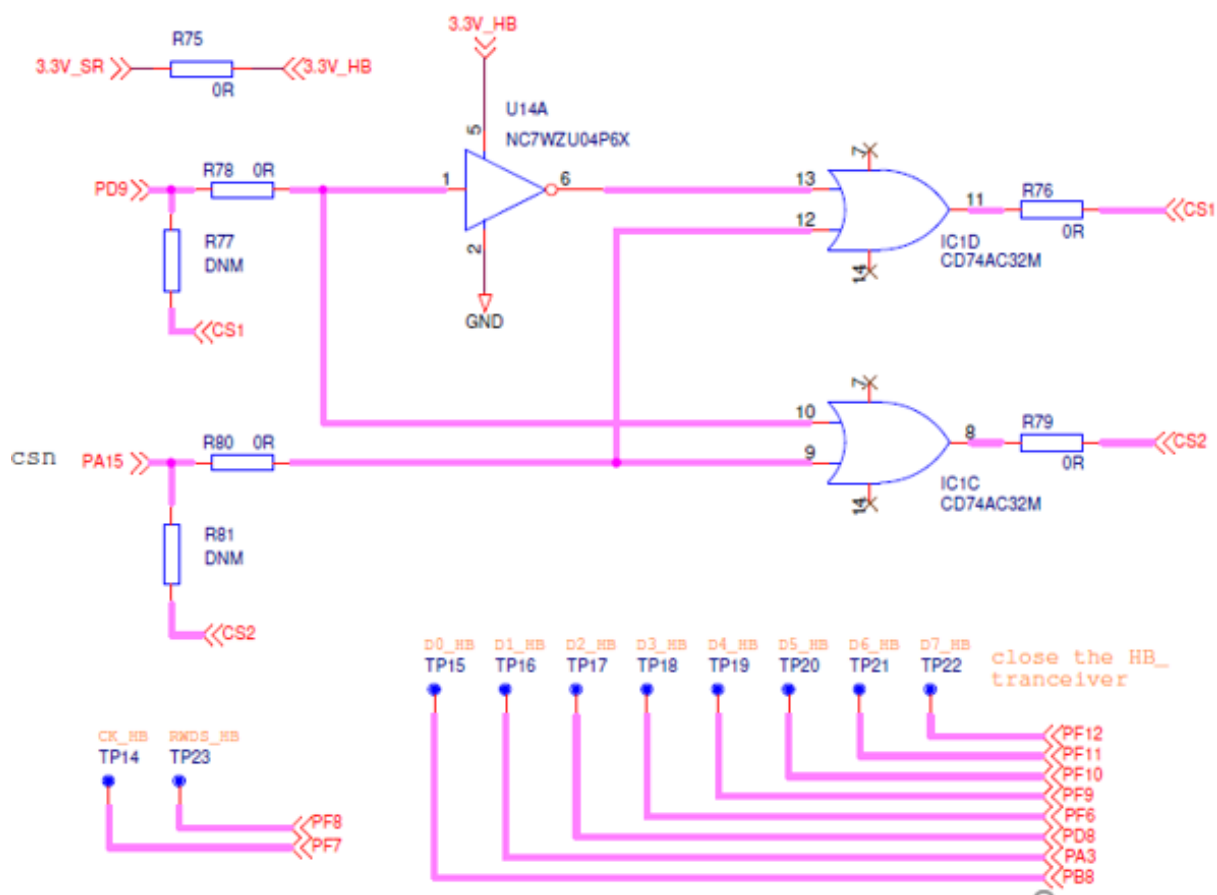 3.3V_HB
R75
3.3V_SR
3.3V_HB
0R
U14A
NC7WZU04P6X
5
7
R78 0R
PD9
1
6
13
R76
11
CS1
12
0R
R77
DNM
2
IC1D
CD74AC32M
14
CS1
GND
7
10
R79
8
CS2
R80 0R
csn
PA15
9
0R
IC1C
CD74AC32M
14
R81
DNM
CS2
D0_HB D1_HB D2_HB D3_HB D4_HB D5_HB D6_HB D7_HB
TP15 TP16 TP17 TP18 TP19 TP20 TP21 TP22
close the HB_
tranceiver
CK_HB RWDS_HB
TP14 TP23
PF12
PF11
PF10
PF9
PF6
PD8
PA3
PB8
PF8
PF7